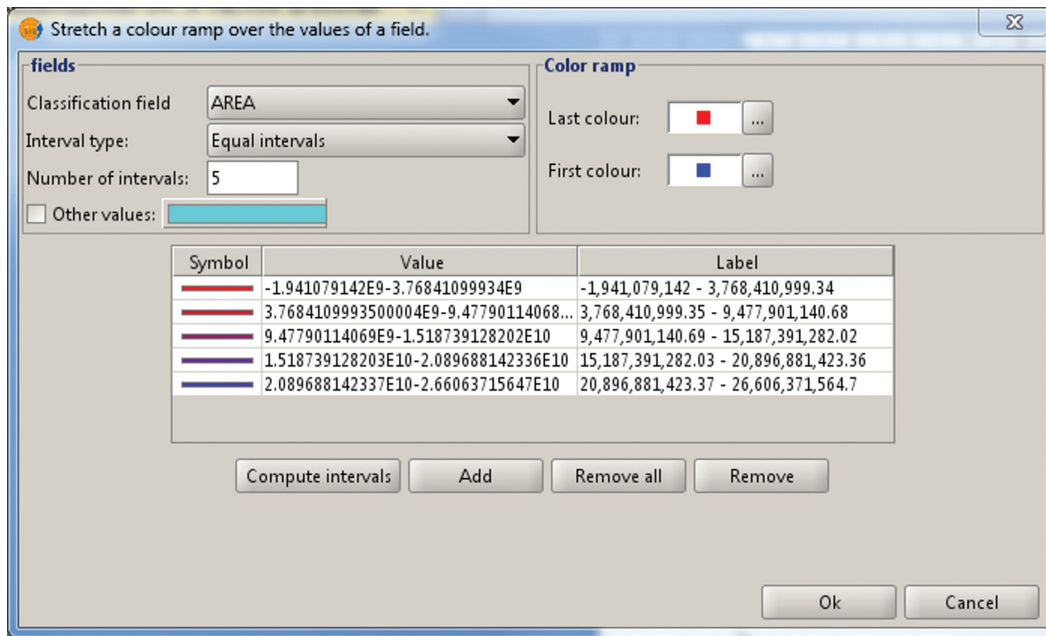 Stretch a colour ramp over the values of a field.
fields
Classification field AREA
Interval type: Equal intervals
Number of intervals: 5
Other values:
Color ramp
Last colour: ...
First colour: ...
Symbol Value Label
-1.941079142E9-3.76841099934E9 -1,941,079,142 - 3,768,410,999.34
3.7684109993500004E9-9.47790114068... 3,768,410,999.35 - 9,477,901,140.68
9.47790114069E9-1.518739128202E10 9,477,901,140.69 - 15,187,391,282.02
1.518739128203E10-2.089688142336E10 15,187,391,282.03 - 20,896,881,423.36
2.089688142337E10-2.66063715647E10 20,896,881,423.37 - 26,606,371,564.7
Compute intervals Add Remove all Remove
Ok Cancel